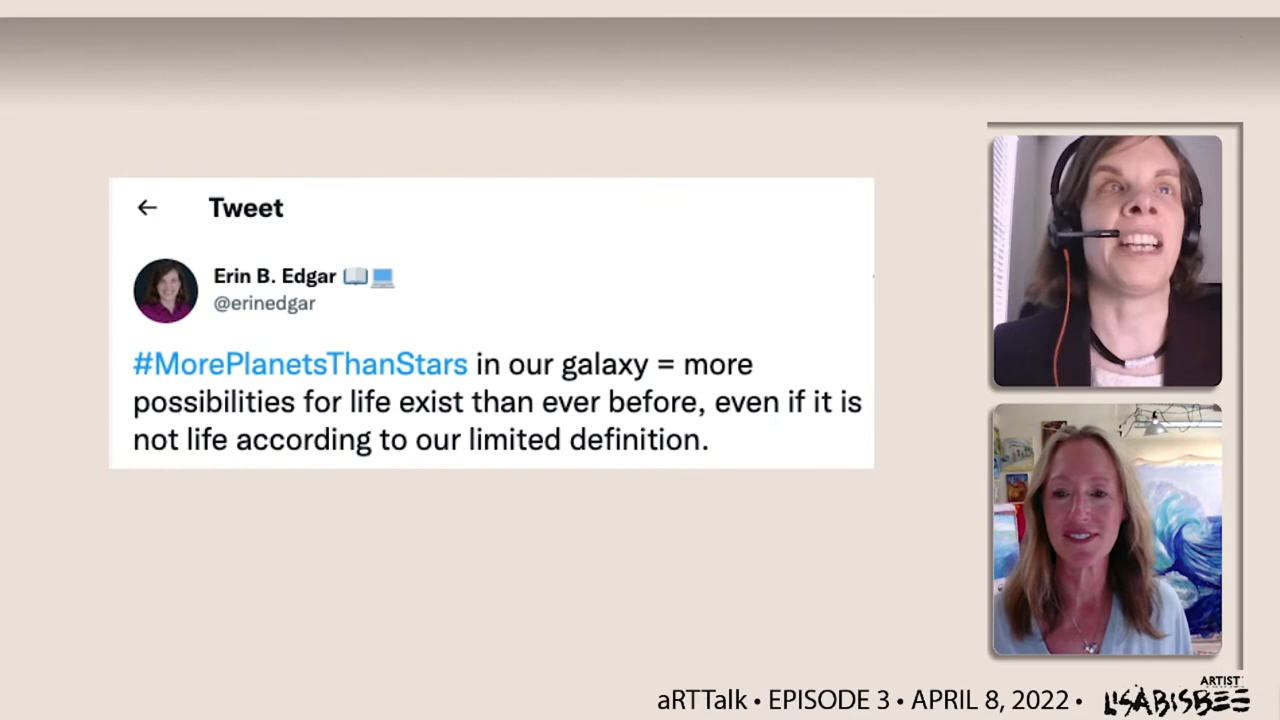 Tweet
Erin B. Edgar
@erinedgar
#MorePlanetsThanStars in our galaxy = more
possibilities for life exist than ever before, even if it is
not life according to our limited definition.
aRTTalk • EPISODE 3 • APRIL 8, 2022 •
ARTIST
LISABISBEE